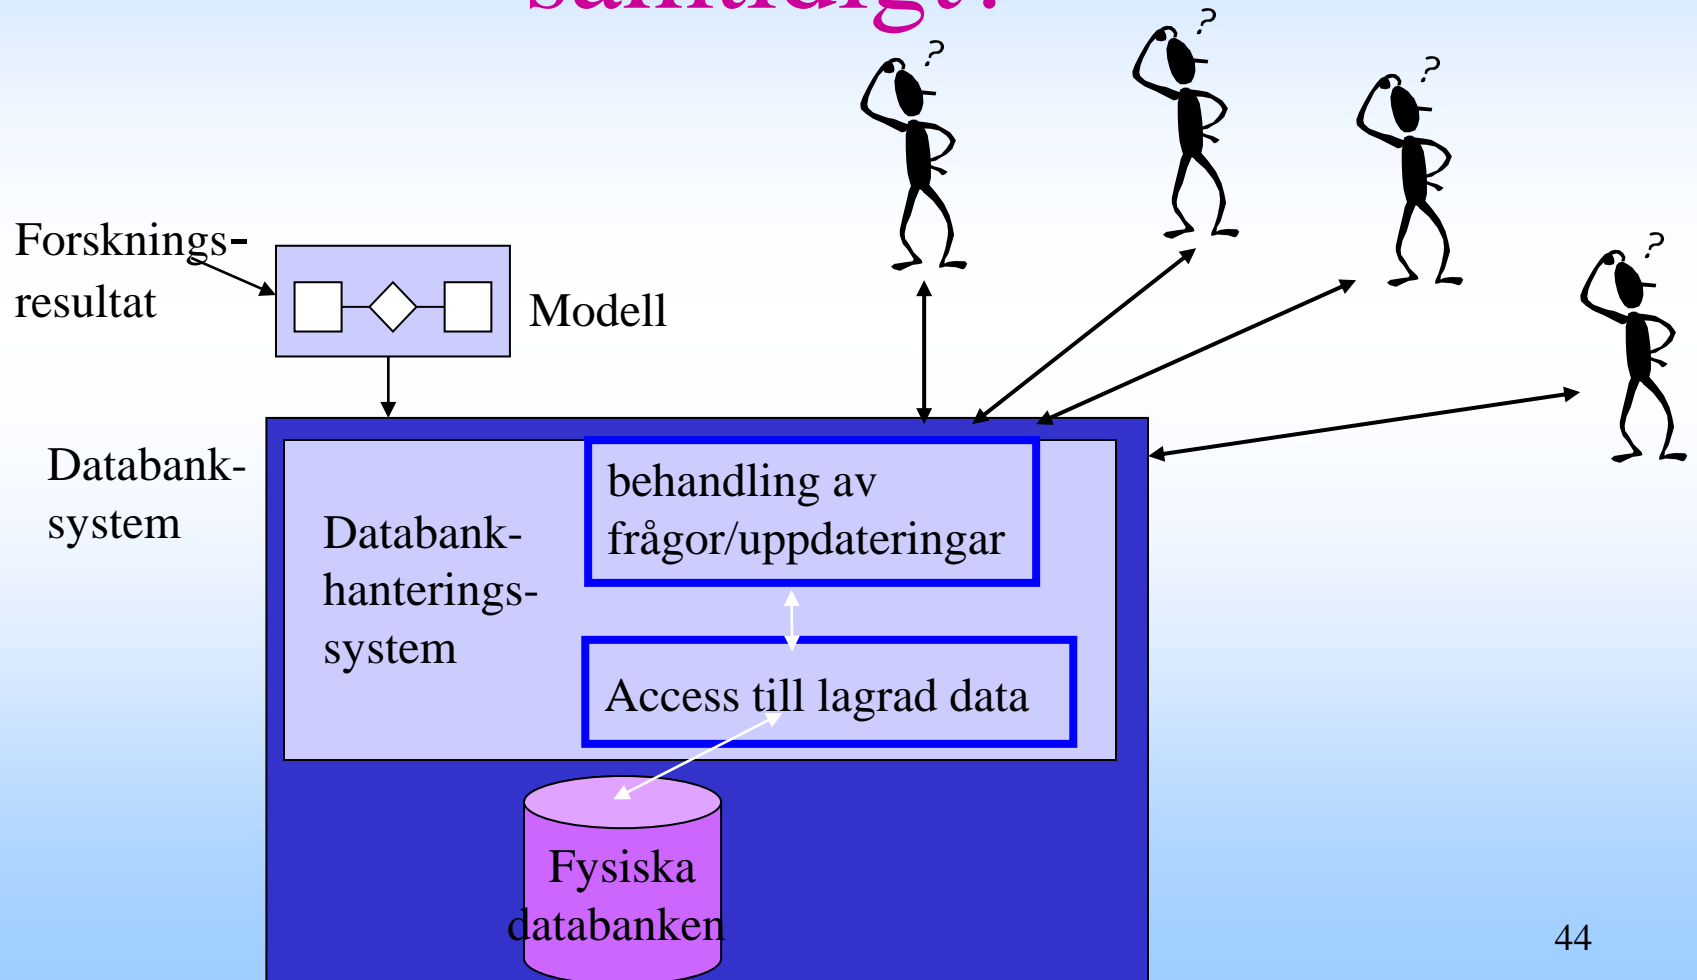 samtidigt?
Forsknings-
resultat
Modell
Databank-
system
Databank-
hanterings-
system
behandling av
frågor/uppdateringar
Access till lagrad data
Fysiska
databanken
?
?
?
?
44